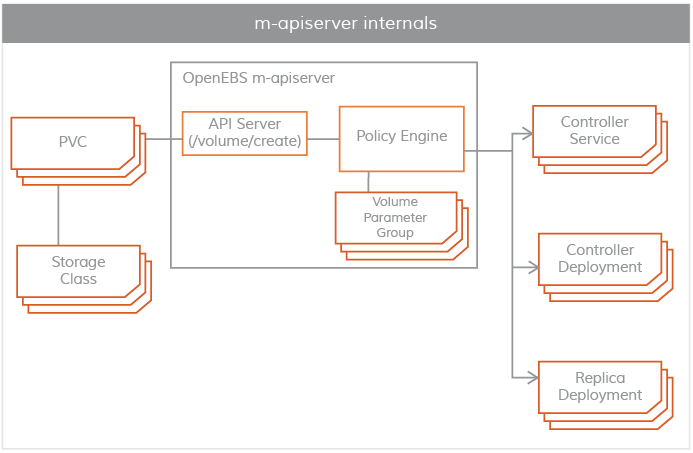 m-apiserver internals
OpenEBS m-apiserver
PVC
API Server
(/volume/create)
Policy Engine
Volume
Parameter
Group
Storage
Class
Controller
Service
Controller
Deployment
Replica
Deployment